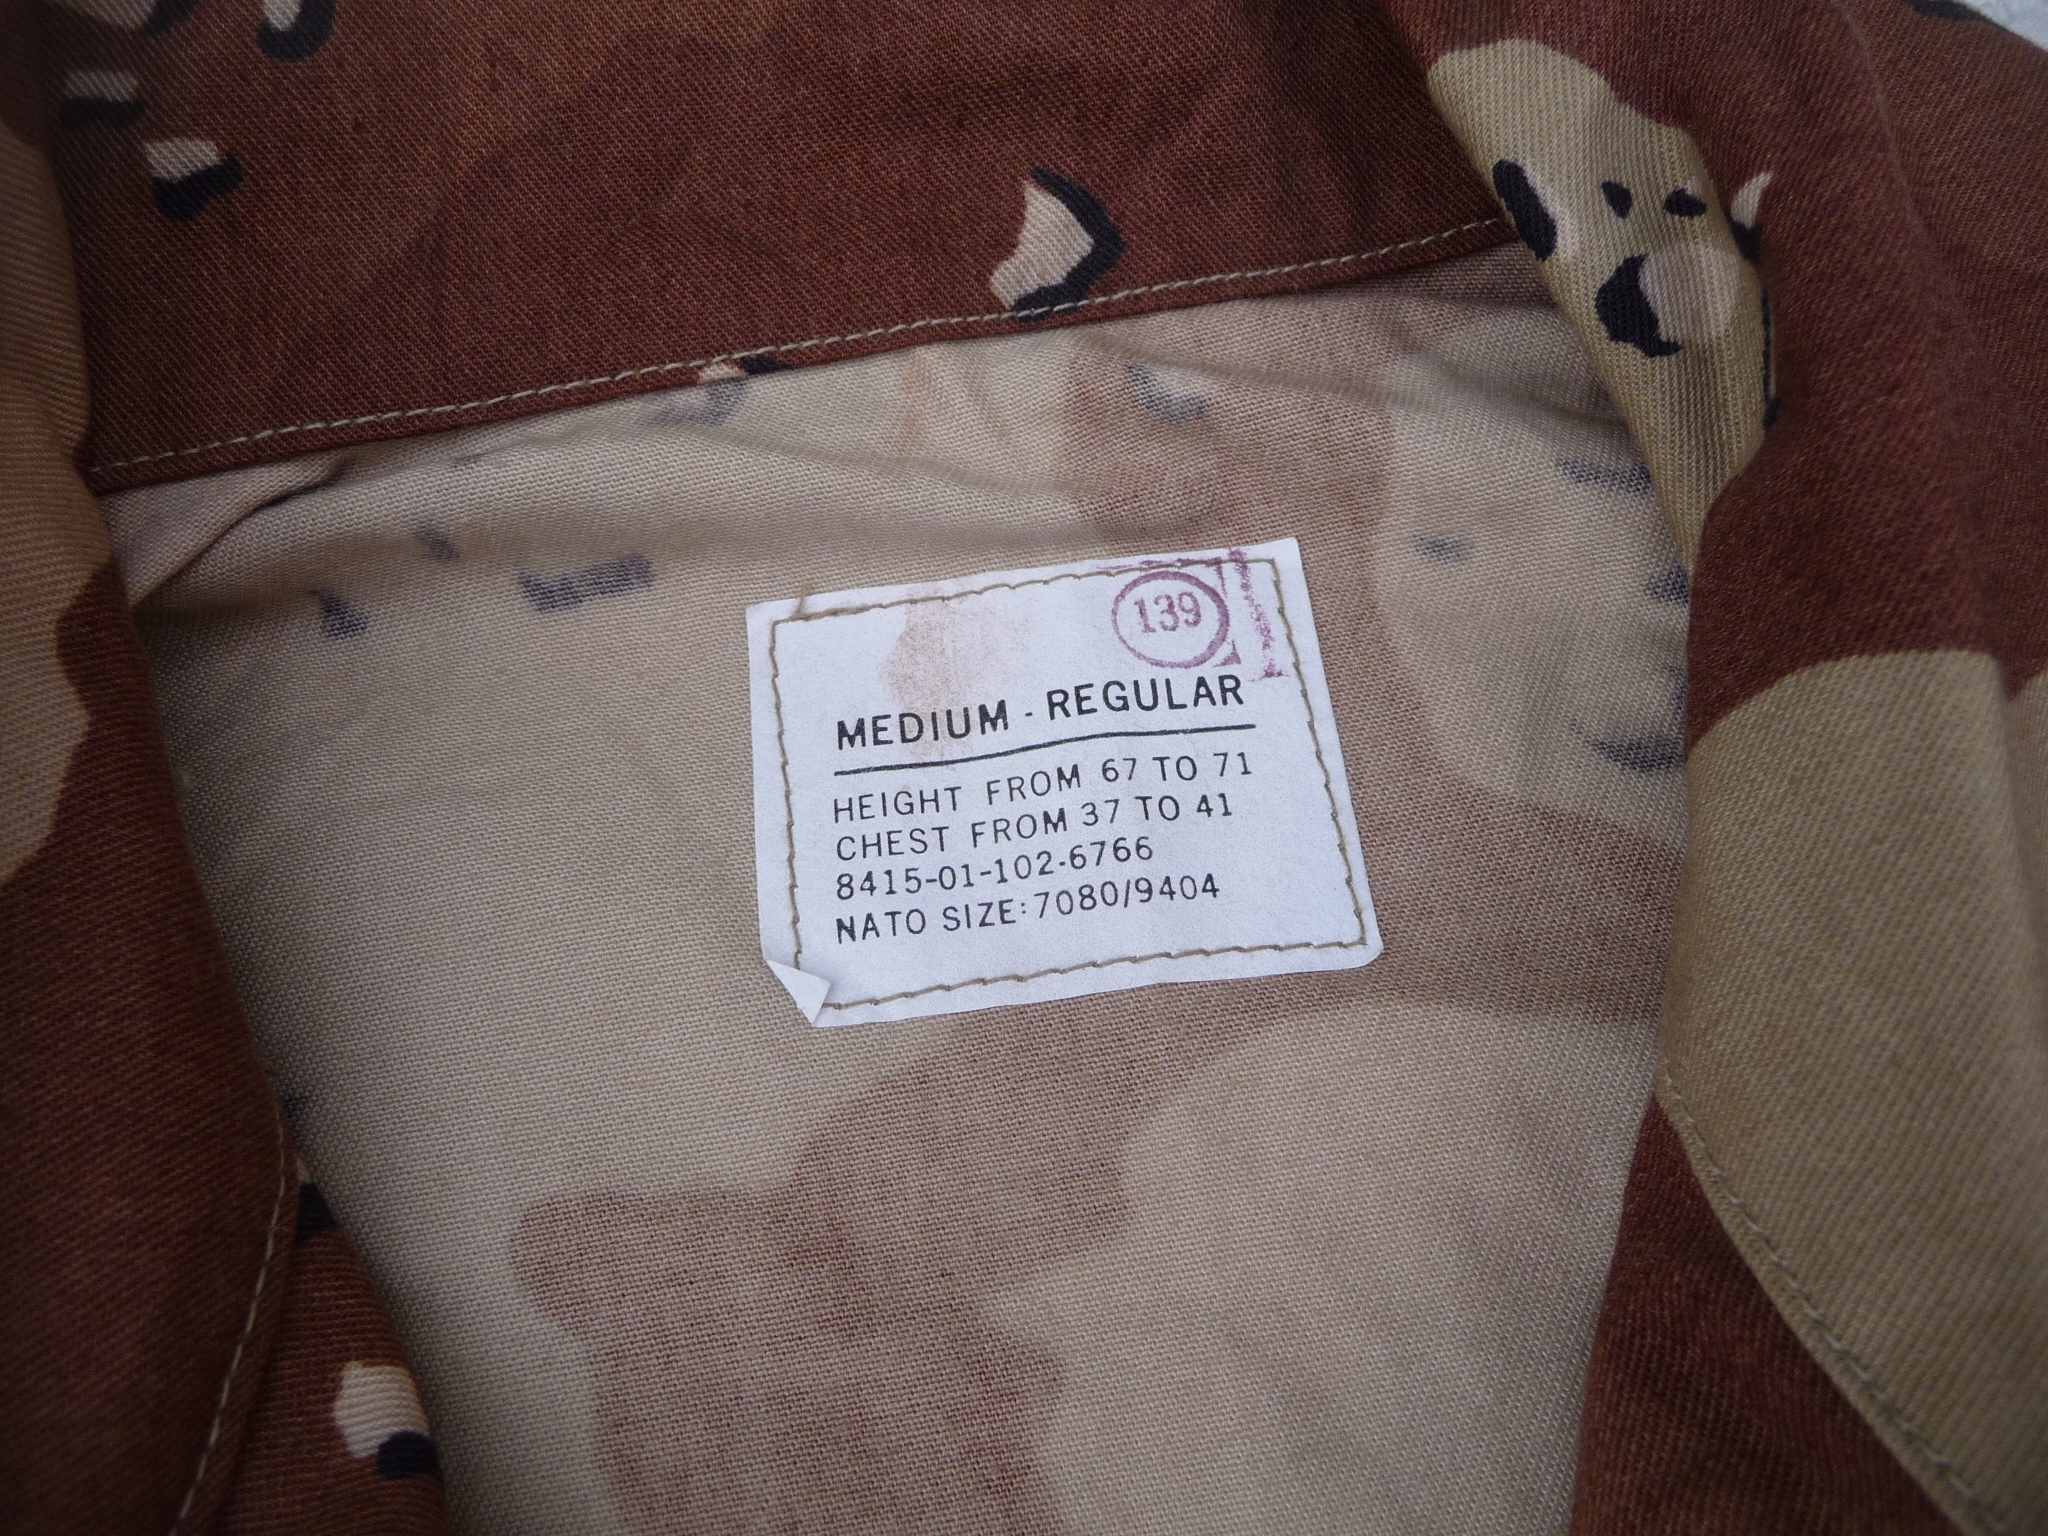 139
MEDIUM - REGULAR
HEIGHT FROM 67 TO 71
CHEST FROM 37 TO 41
8415-01-102-6766
NATO SIZE: 7080/9404